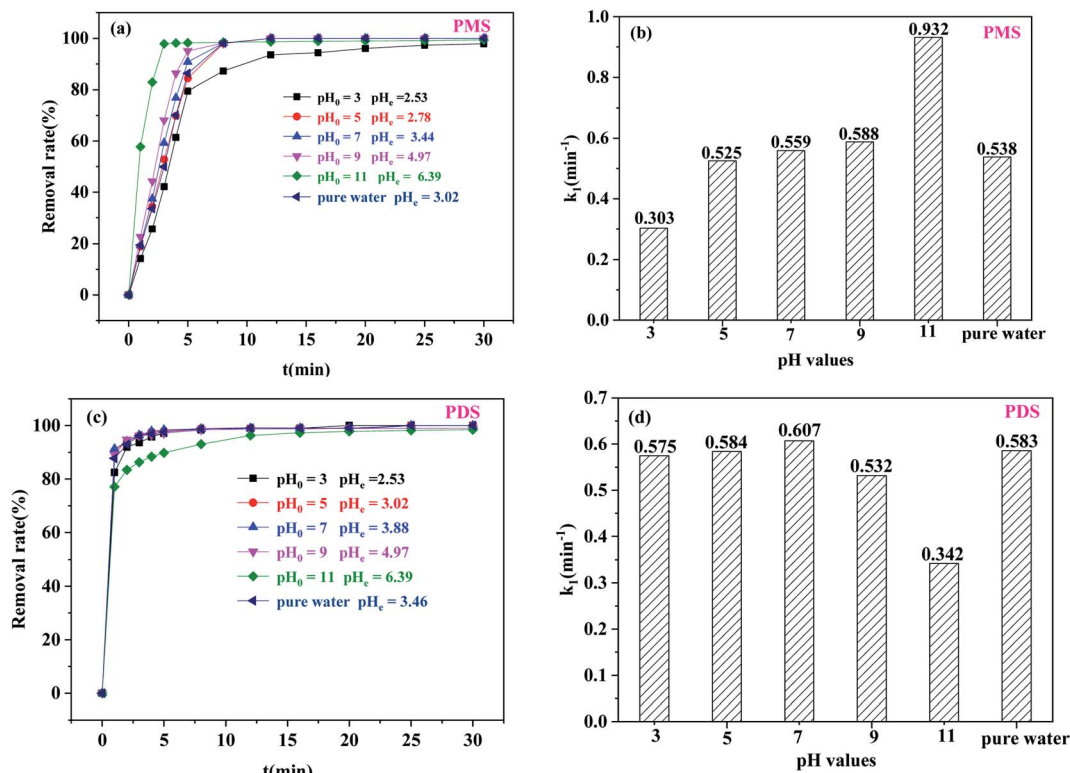 (a)
PMS
Removal rate(%)
100
80
60
40
20
0
pH₀ = 3 pHₑ =2.53
pH₀ = 5 pHₑ = 2.78
pH₀ = 7 pHₑ = 3.44
pH₀ = 9 pHₑ =4.97
pH₀ = 11 pHₑ = 6.39
pure water pHₑ = 3.02
0 5 10 15 20 25 30
t(min)
(b)
PMS
k₁(min⁻¹)
1.0
0.8
0.6
0.4
0.2
0.0
0.303
0.525
0.559
0.588
0.932
0.538
3 5 7 9 11 pure water
pH values
(c)
PDS
Removal rate(%)
100
80
60
40
20
0
pH₀ = 3 pHₑ =2.53
pH₀ = 5 pHₑ = 3.02
pH₀ = 7 pHₑ = 3.88
pH₀ = 9 pHₑ = 4.97
pH₀ = 11 pHₑ = 6.39
pure water pHₑ = 3.46
0 5 10 15 20 25 30
t(min)
(d)
PDS
k₁(min⁻¹)
0.7
0.6
0.5
0.4
0.3
0.2
0.1
0.0
0.575
0.584
0.607
0.532
0.342
0.583
3 5 7 9 11 pure water
pH values